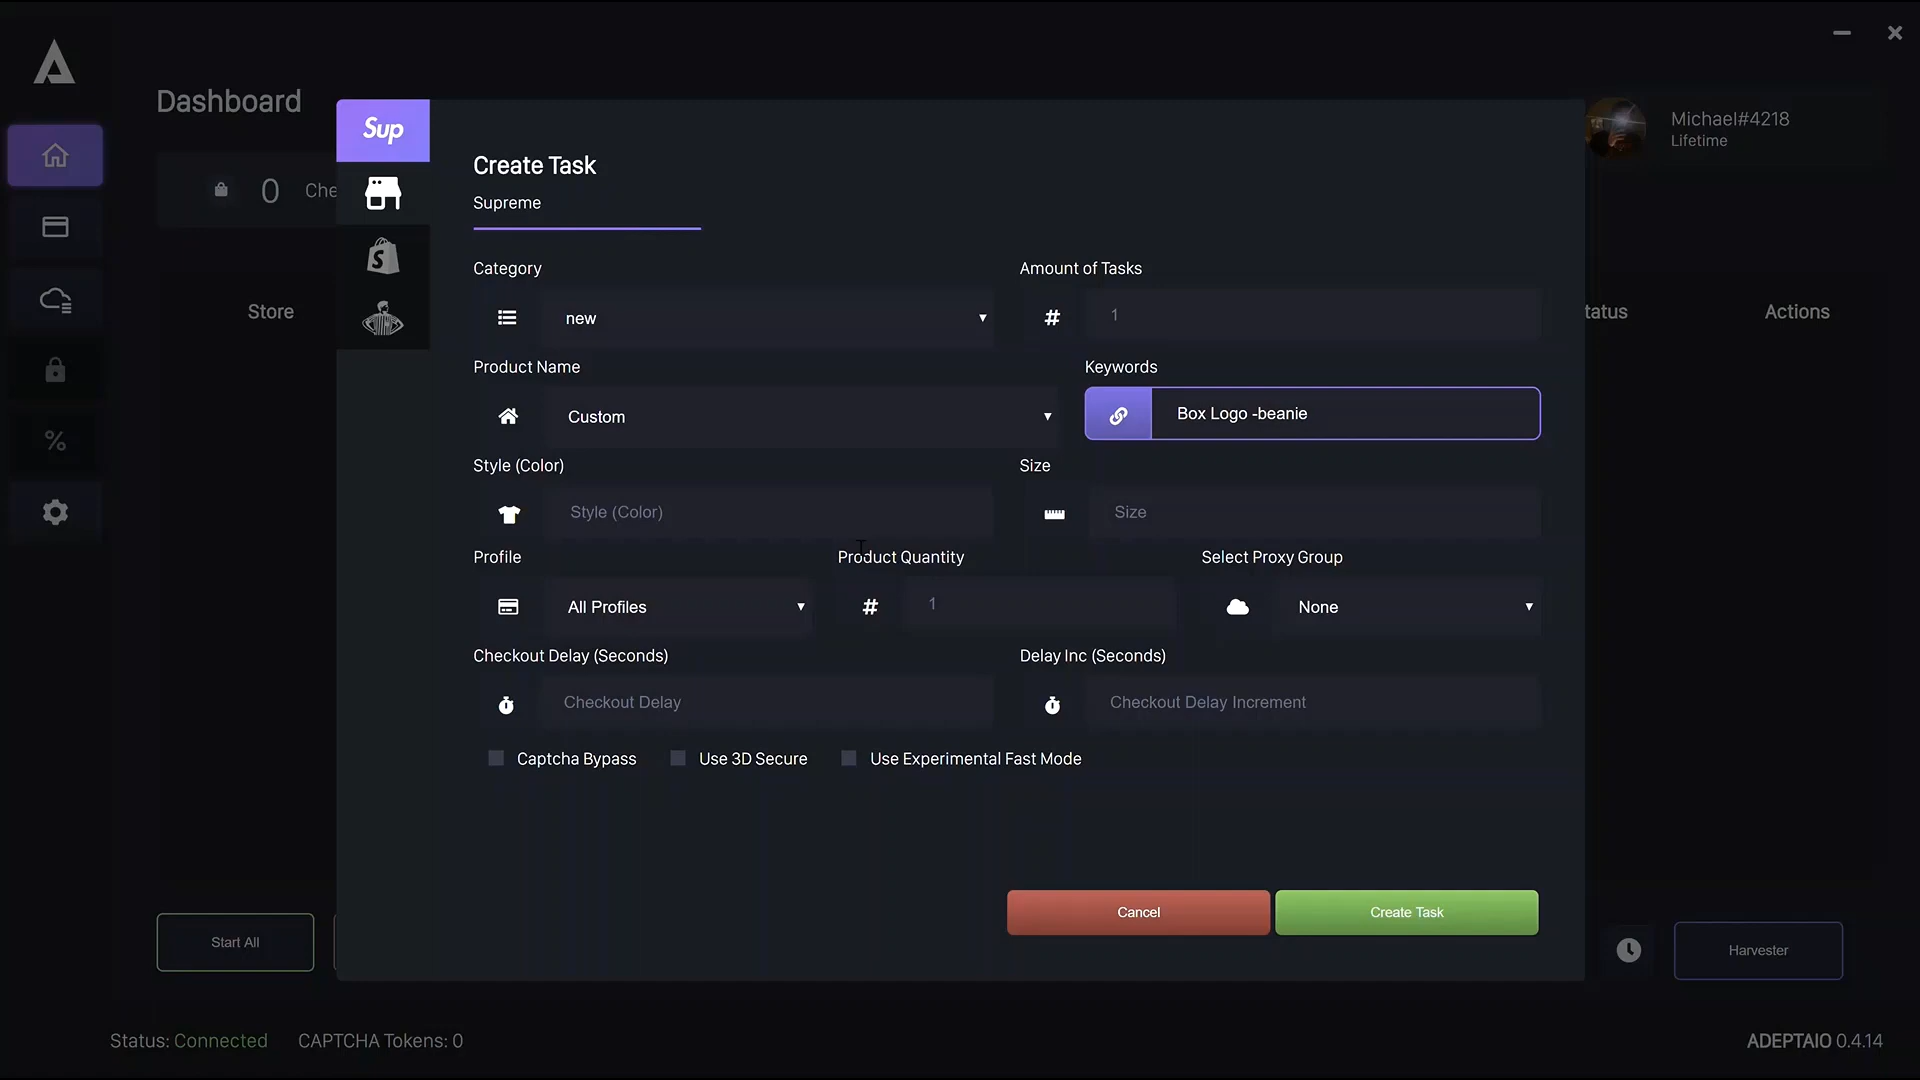 Dashboard
Sup
Michael#4218
Lifetime
Create Task
0 Che
Supreme
Category
Amount of Tasks
Store
tatus
Actions
new
1
Product Name
Keywords
Custom
Box Logo -beanie
Style (Color)
Size
Style (Color)
Size
Profile
Product Quantity
Select Proxy Group
All Profiles
1
None
Checkout Delay (Seconds)
Delay Inc (Seconds)
Checkout Delay
Checkout Delay Increment
Captcha Bypass
Use 3D Secure
Use Experimental Fast Mode
Cancel
Create Task
Start All
Harvester
Status: Connected
CAPTCHA Tokens: 0
ADEPTAIO 0.4.14